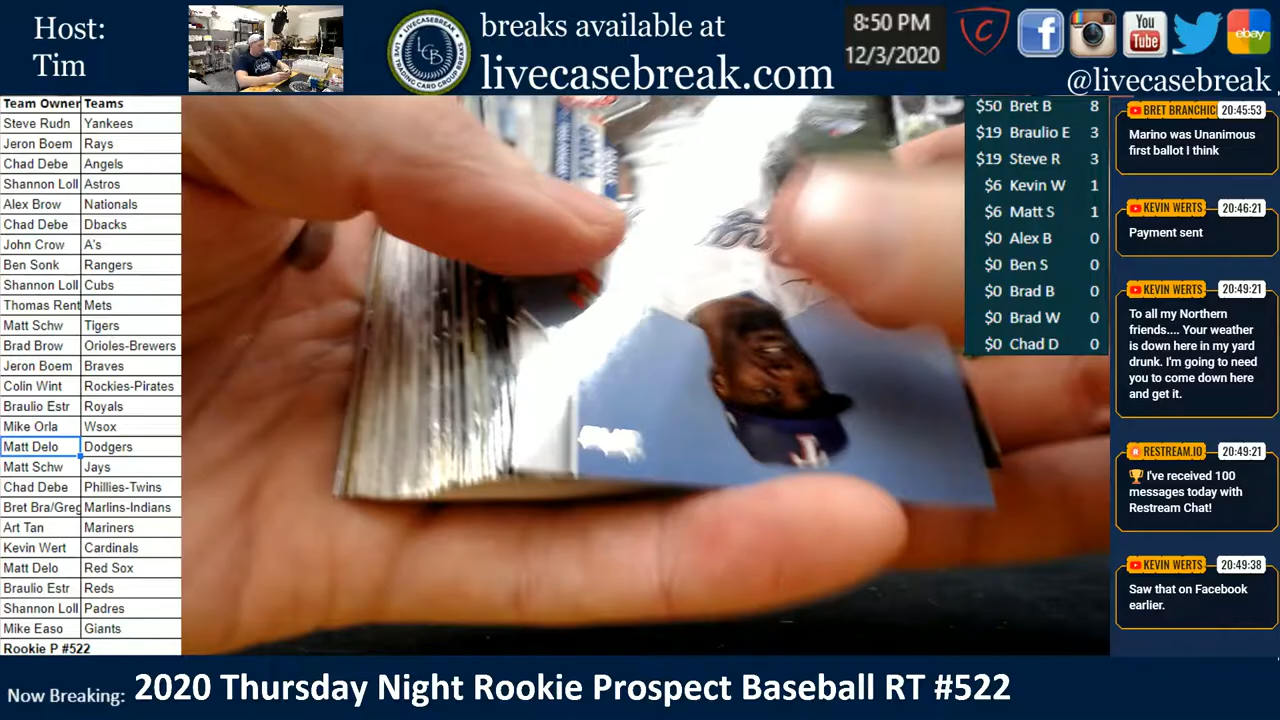 Host:
Tim
LIVECASEBREAK
LCB
LIVE TRADING CARD GROUP BREAKS
breaks available at
livecasebreak.com
8:50 PM
12/3/2020
You
Tube
ebay
@livecasebreak
Team Owner Teams
Steve Rudn Yankees
Jeron Boem Rays
Chad Debe Angels
Shannon Loll Astros
Alex Brow Nationals
Chad Debe Dbacks
John Crow A's
Ben Sonk Rangers
Shannon Loll Cubs
Thomas Rent Mets
Matt Schw Tigers
Brad Brow Orioles-Brewers
Jeron Boem Braves
Colin Wint Rockies-Pirates
Braulio Estr Royals
Mike Orla Wsox
Matt Delo Dodgers
Matt Schw Jays
Chad Debe Phillies-Twins
Bret Bra/Greg Marlins-Indians
Art Tan Mariners
Kevin Wert Cardinals
Matt Delo Red Sox
Braulio Estr Reds
Shannon Loll Padres
Mike Easo Giants
Rookie P #522
$50 Bret B 8
$19 Braulio E 3
$19 Steve R 3
$6 Kevin W 1
$6 Matt S 1
$0 Alex B 0
$0 Ben S 0
$0 Brad B 0
$0 Brad W 0
$0 Chad D 0
BRET BRANCHIC 20:45:53
Marino was Unanimous
first ballot I think
KEVIN WERTS 20:46:21
Payment sent
KEVIN WERTS 20:49:21
To all my Northern
friends.... Your weather
is down here in my yard
drunk. I'm going to need
you to come down here
and get it.
RESTREAM.IO 20:49:21
🏆 I've received 100
messages today with
Restream Chat!
KEVIN WERTS 20:49:38
Saw that on Facebook
earlier.
Now Breaking: 2020 Thursday Night Rookie Prospect Baseball RT #522